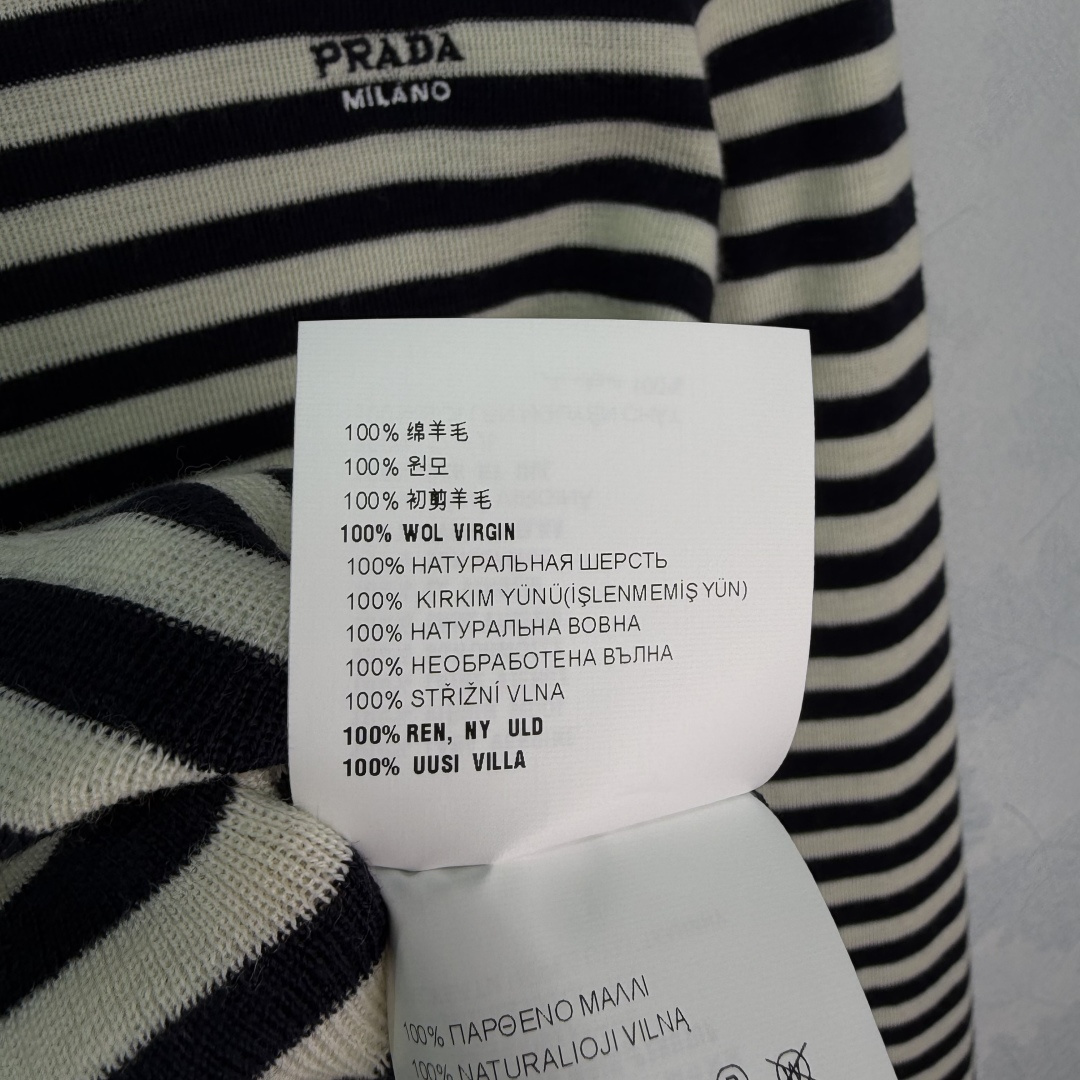 PRADA
MILANO
100% 绵羊毛
100% 원모
100% 初剪羊毛
100% WOL VIRGIN
100% НАТУРАЛЬНАЯ ШЕРСТЬ
100% KIRKIM YÜNÜ(İŞLENMEMİŞ YÜN)
100% НАТУРАЛЬНА ВОВНА
100% НЕОБРАБОТЕНА ВЪЛНА
100% STŘIŽNÍ VLNA
100% REN, NY ULD
100% UUSI VILLA
100% ΠΑΡΘΕΝΟ ΜΑΛΛΙ
100% NATURALIOJI VILNĄ